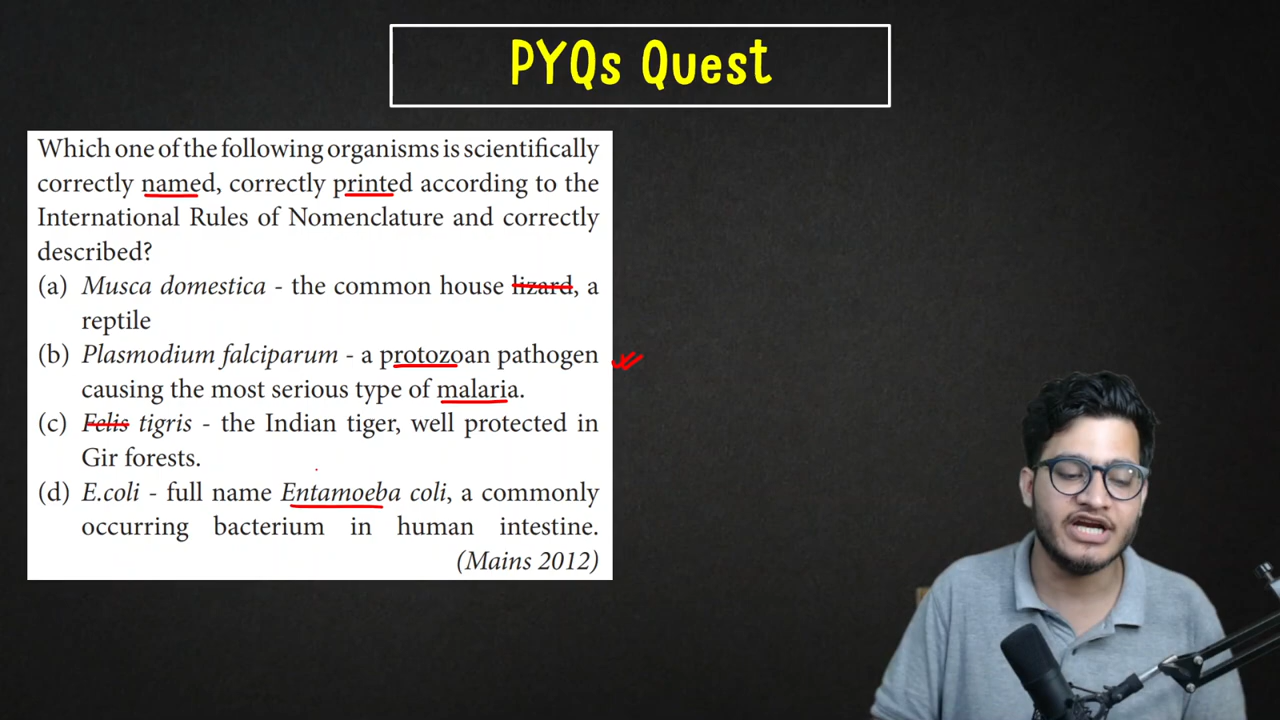 PYQs Quest
Which one of the following organisms is scientifically
correctly named, correctly printed according to the
International Rules of Nomenclature and correctly
described?
(a) Musca domestica - the common house lizard, a
reptile
(b) Plasmodium falciparum - a protozoan pathogen
causing the most serious type of malaria.
(c) Felis tigris - the Indian tiger, well protected in
Gir forests.
(d) E.coli - full name Entamoeba coli, a commonly
occurring bacterium in human intestine.
(Mains 2012)